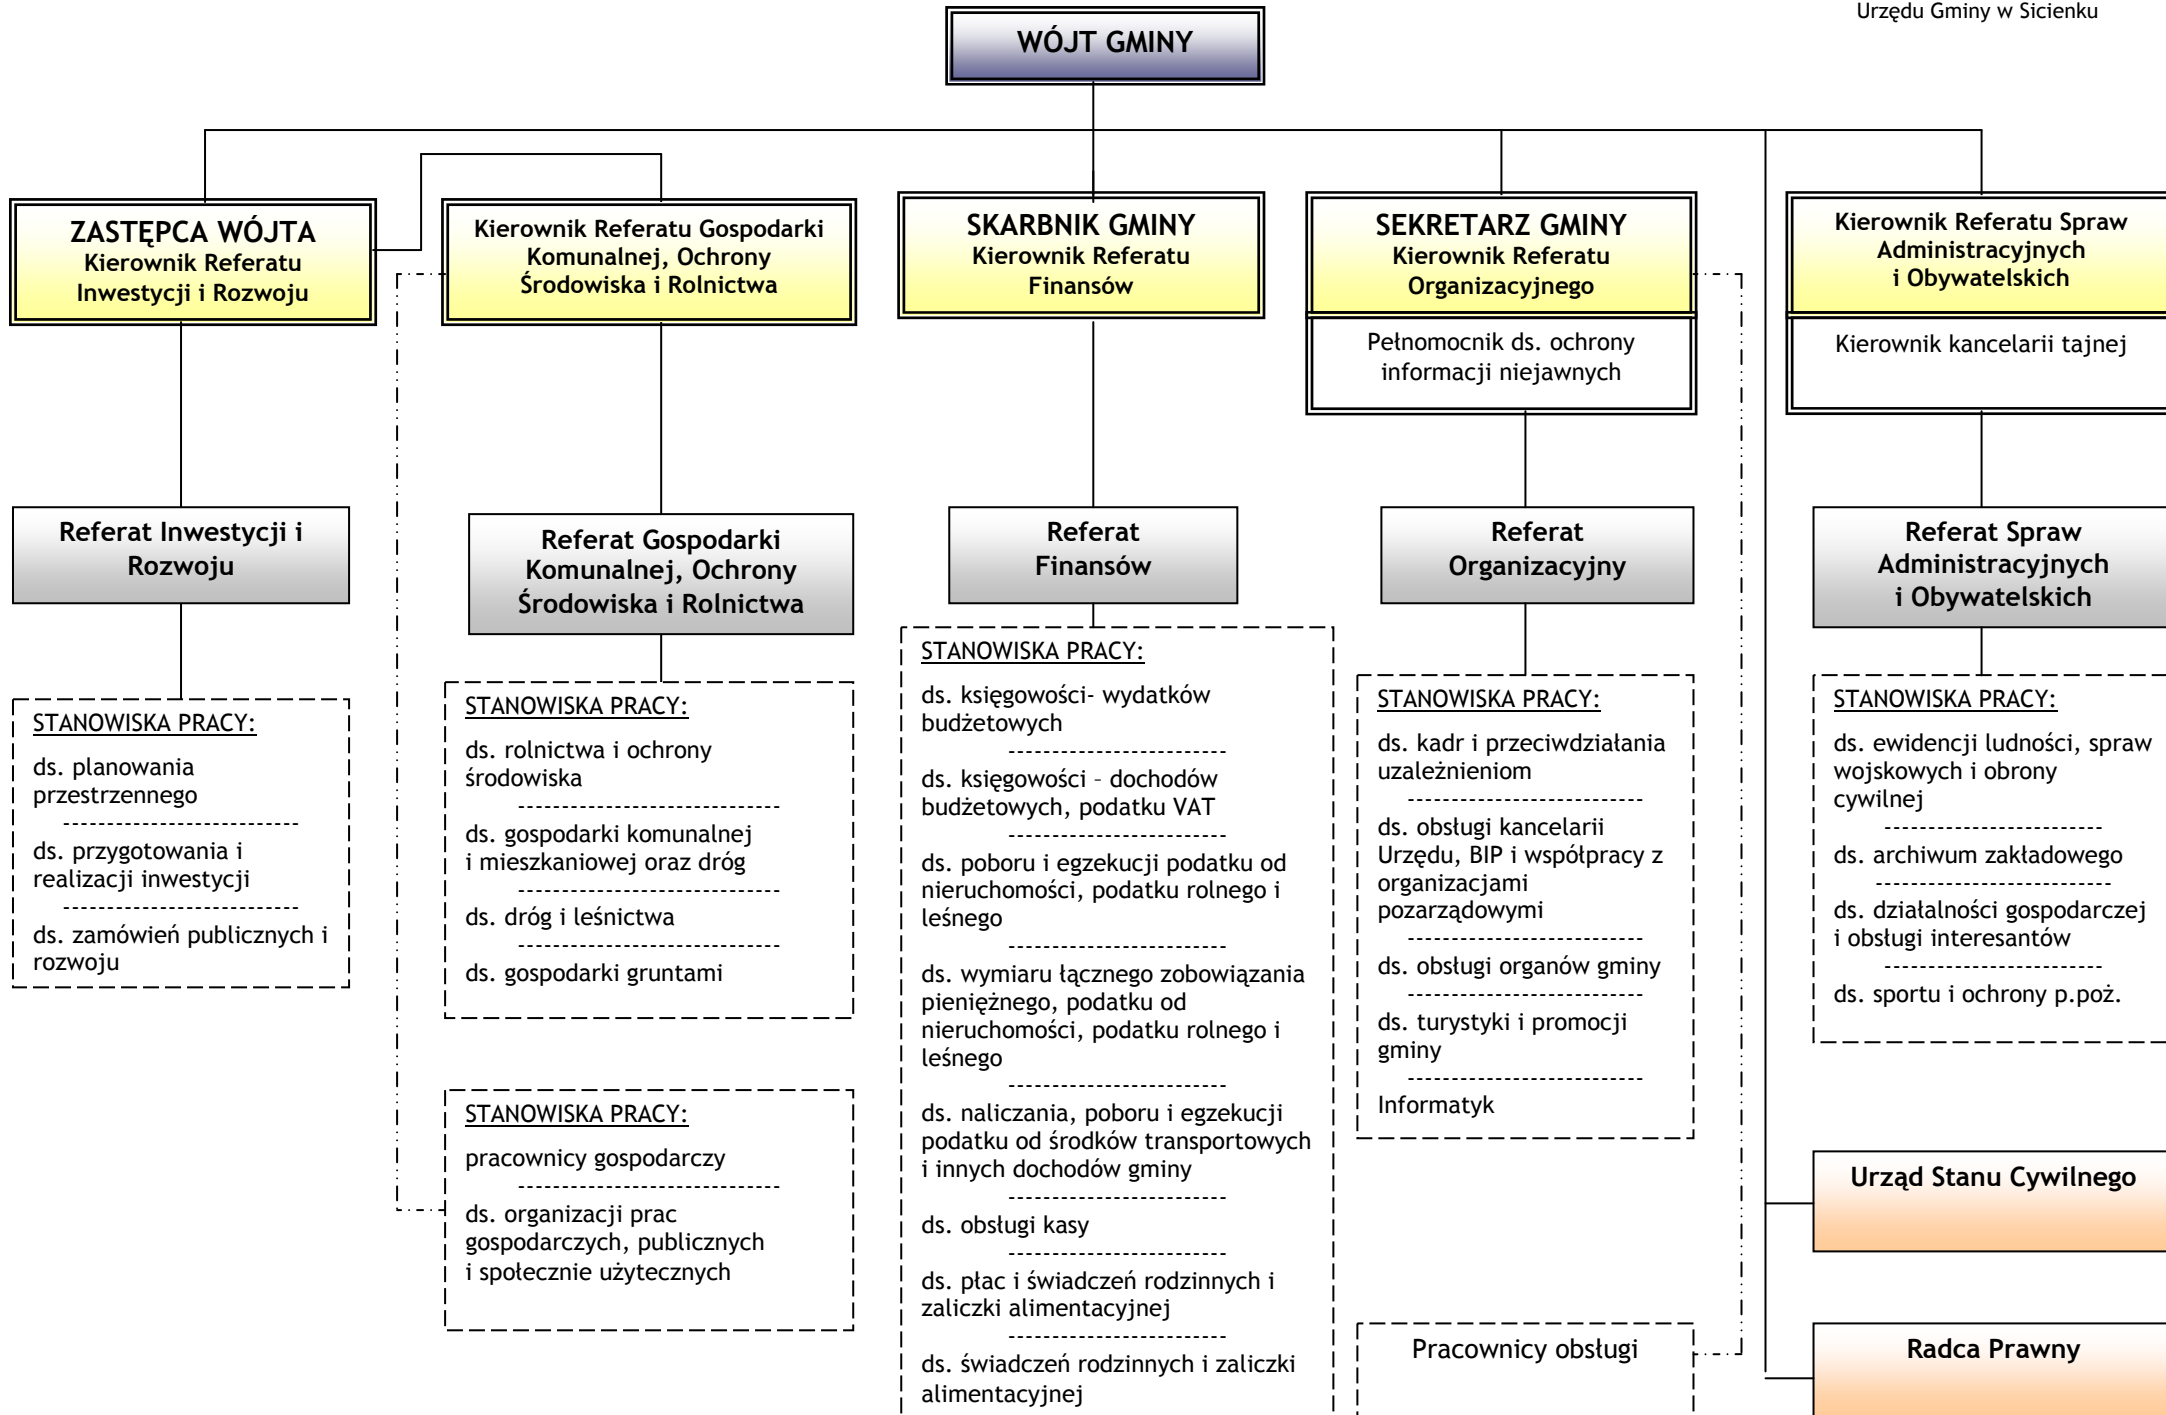 Urzędu Gminy w Sicienku
WÓJT GMINY
ZASTĘPCA WÓJTA
Kierownik Referatu
Inwestycji i Rozwoju
Kierownik Referatu Gospodarki
Komunalnej, Ochrony
Środowiska i Rolnictwa
SKARBNIK GMINY
Kierownik Referatu
Finansów
SEKRETARZ GMINY
Kierownik Referatu
Organizacyjnego
Pełnomocnik ds. ochrony
informacji niejawnych
Kierownik Referatu Spraw
Administracyjnych
i Obywatelskich
Kierownik kancelarii tajnej
Referat Inwestycji i
Rozwoju
Referat Gospodarki
Komunalnej, Ochrony
Środowiska i Rolnictwa
Referat
Finansów
Referat
Organizacyjny
Referat Spraw
Administracyjnych
i Obywatelskich
STANOWISKA PRACY:
ds. planowania
przestrzennego
---------------------------
ds. przygotowania i
realizacji inwestycji
---------------------------
ds. zamówień publicznych i
rozwoju
STANOWISKA PRACY:
ds. rolnictwa i ochrony
środowiska
------------------------------
ds. gospodarki komunalnej
i mieszkaniowej oraz dróg
------------------------------
ds. dróg i leśnictwa
------------------------------
ds. gospodarki gruntami
STANOWISKA PRACY:
pracownicy gospodarczy
------------------------------
ds. organizacji prac
gospodarczych, publicznych
i społecznie użytecznych
STANOWISKA PRACY:
ds. księgowości- wydatków
budżetowych
-------------------------
ds. księgowości – dochodów
budżetowych, podatku VAT
-------------------------
ds. poboru i egzekucji podatku od
nieruchomości, podatku rolnego i
leśnego
-------------------------
ds. wymiaru łącznego zobowiązania
pieniężnego, podatku od
nieruchomości, podatku rolnego i
leśnego
-------------------------
ds. naliczania, poboru i egzekucji
podatku od środków transportowych
i innych dochodów gminy
-------------------------
ds. obsługi kasy
-------------------------
ds. płac i świadczeń rodzinnych i
zaliczki alimentacyjnej
-------------------------
ds. świadczeń rodzinnych i zaliczki
alimentacyjnej
STANOWISKA PRACY:
ds. kadr i przeciwdziałania
uzależnieniom
---------------------------
ds. obsługi kancelarii
Urzędu, BIP i współpracy z
organizacjami
pozarządowymi
---------------------------
ds. obsługi organów gminy
---------------------------
ds. turystyki i promocji
gminy
---------------------------
Informatyk
Pracownicy obsługi
STANOWISKA PRACY:
ds. ewidencji ludności, spraw
wojskowych i obrony
cywilnej
-------------------------
ds. archiwum zakładowego
---------------------------
ds. działalności gospodarczej
i obsługi interesantów
-------------------------
ds. sportu i ochrony p.poż.
Urząd Stanu Cywilnego
Radca Prawny